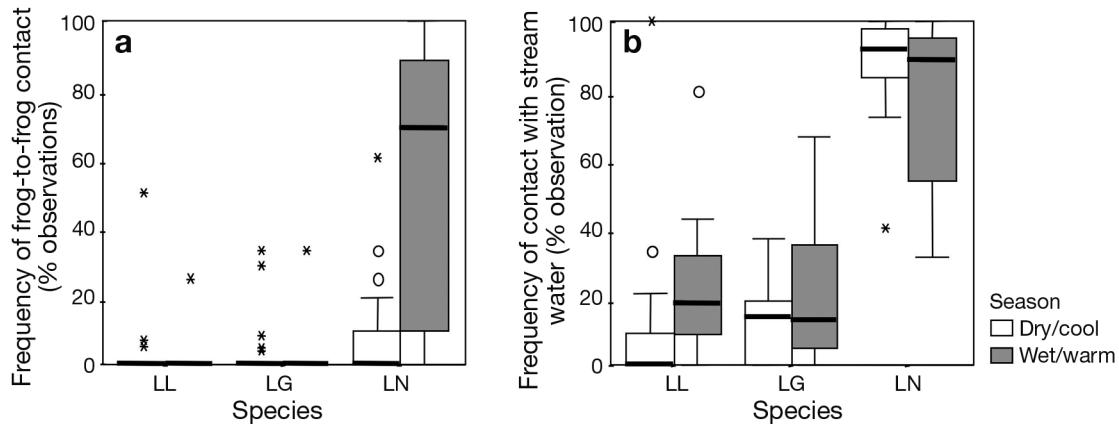 a
Frequency of frog-to-frog contact
(% observations)
100
80
60
40
20
0
LL LG LN
Species
b
Frequency of contact with stream
water (% observation)
100
80
60
40
20
0
LL LG LN
Species
Season
Dry/cool
Wet/warm